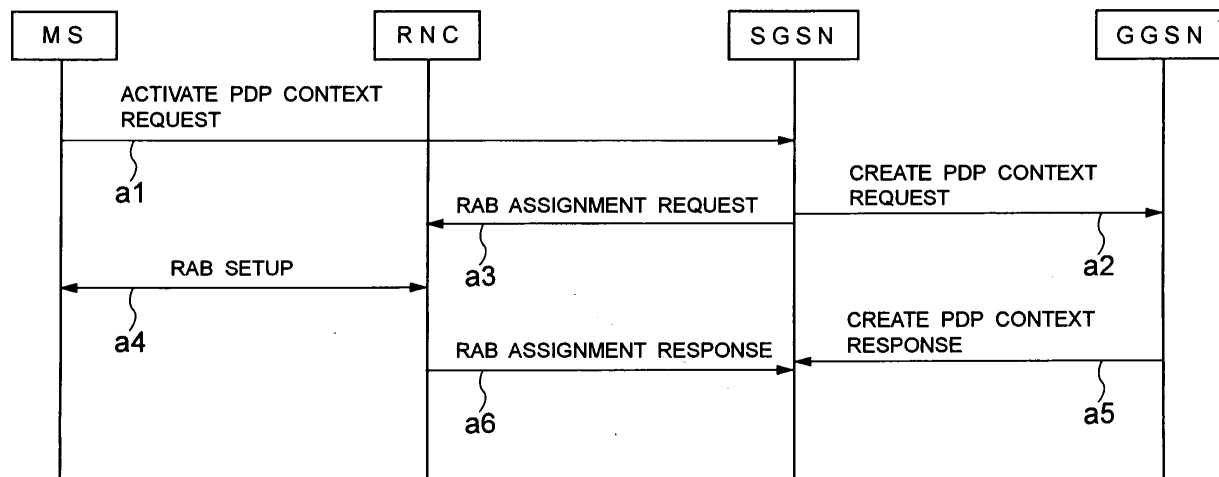 MS
RNC
SGSN
GGSN
ACTIVATE PDP CONTEXT
REQUEST
a1
CREATE PDP CONTEXT
REQUEST
a2
RAB ASSIGNMENT REQUEST
a3
RAB SETUP
a4
CREATE PDP CONTEXT
RESPONSE
a5
RAB ASSIGNMENT RESPONSE
a6